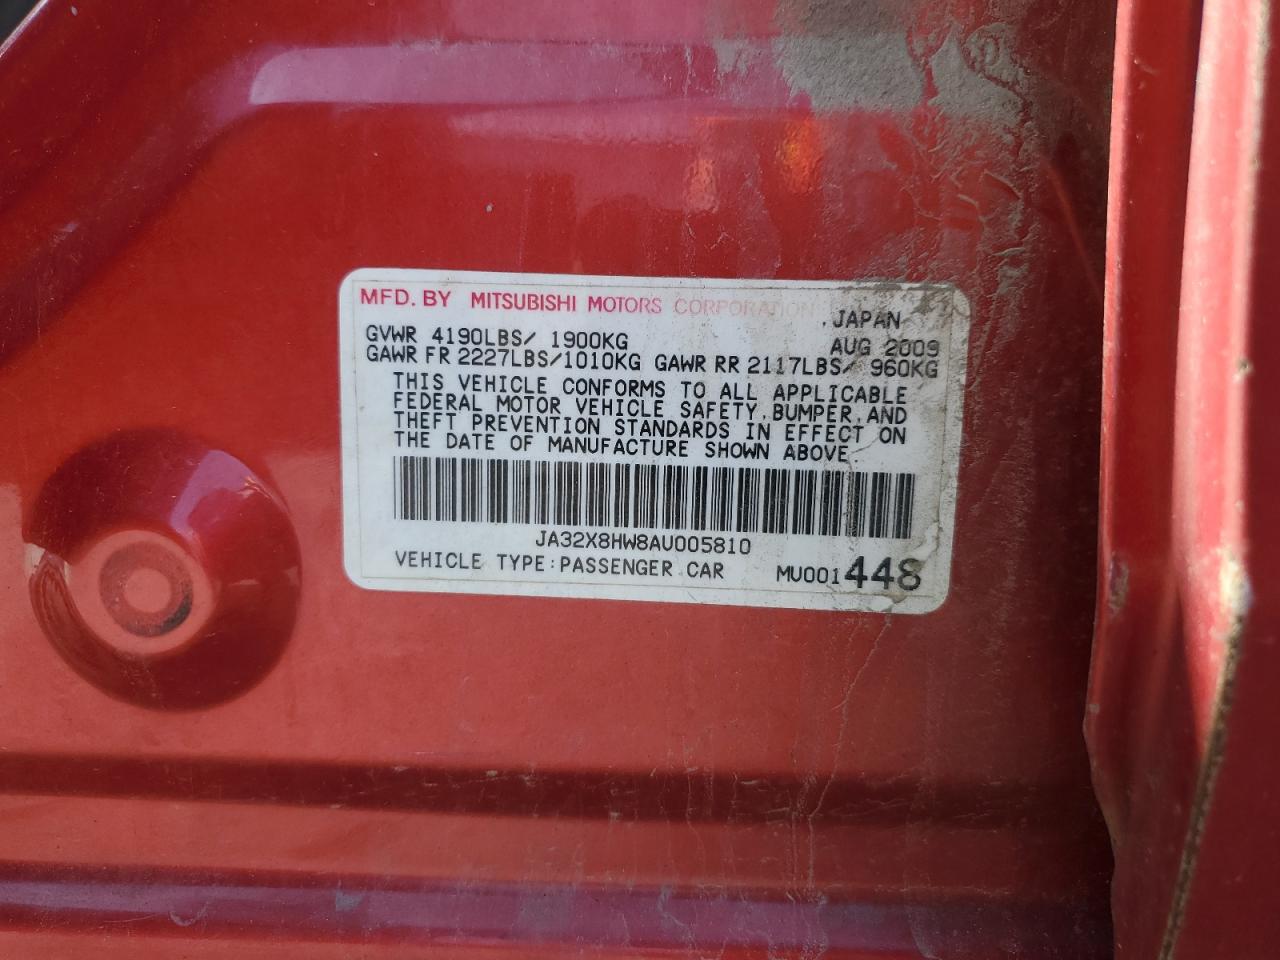 MFD. BY MITSUBISHI MOTORS CORPORATION
JAPAN
GVWR 4190LBS/ 1900KG AUG 2009
GAWR FR 2227LBS/1010KG GAWR RR 2117LBS/ 960KG
THIS VEHICLE CONFORMS TO ALL APPLICABLE
FEDERAL MOTOR VEHICLE SAFETY, BUMPER, AND
THEFT PREVENTION STANDARDS IN EFFECT ON
THE DATE OF MANUFACTURE SHOWN ABOVE.
JA32X8HW8AU005810
VEHICLE TYPE:PASSENGER CAR MU001448